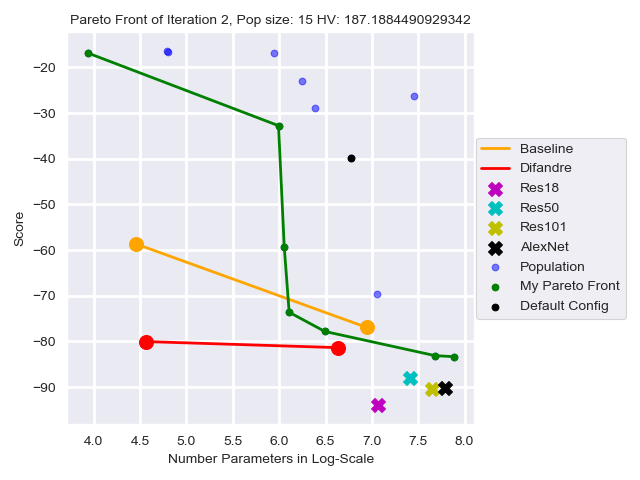 Pareto Front of Iteration 2, Pop size: 15 HV: 187.1884490929342
−20
−30
−40
−50
−60
−70
−80
−90
Score
4.0 4.5 5.0 5.5 6.0 6.5 7.0 7.5 8.0
Number Parameters in Log-Scale
Baseline
Difandre
Res18
Res50
Res101
AlexNet
Population
My Pareto Front
Default Config